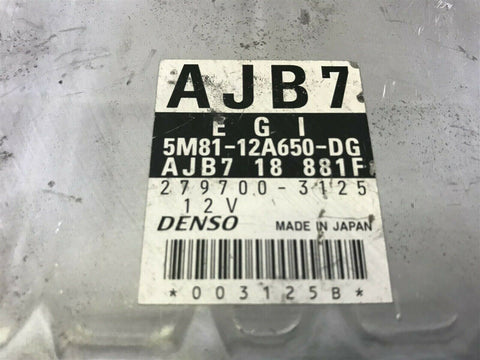 AJB7
EGI
5M81-12A650-DG
AJB7 18 881F
279700-3125
12V
DENSO MADE IN JAPAN
*003125B*